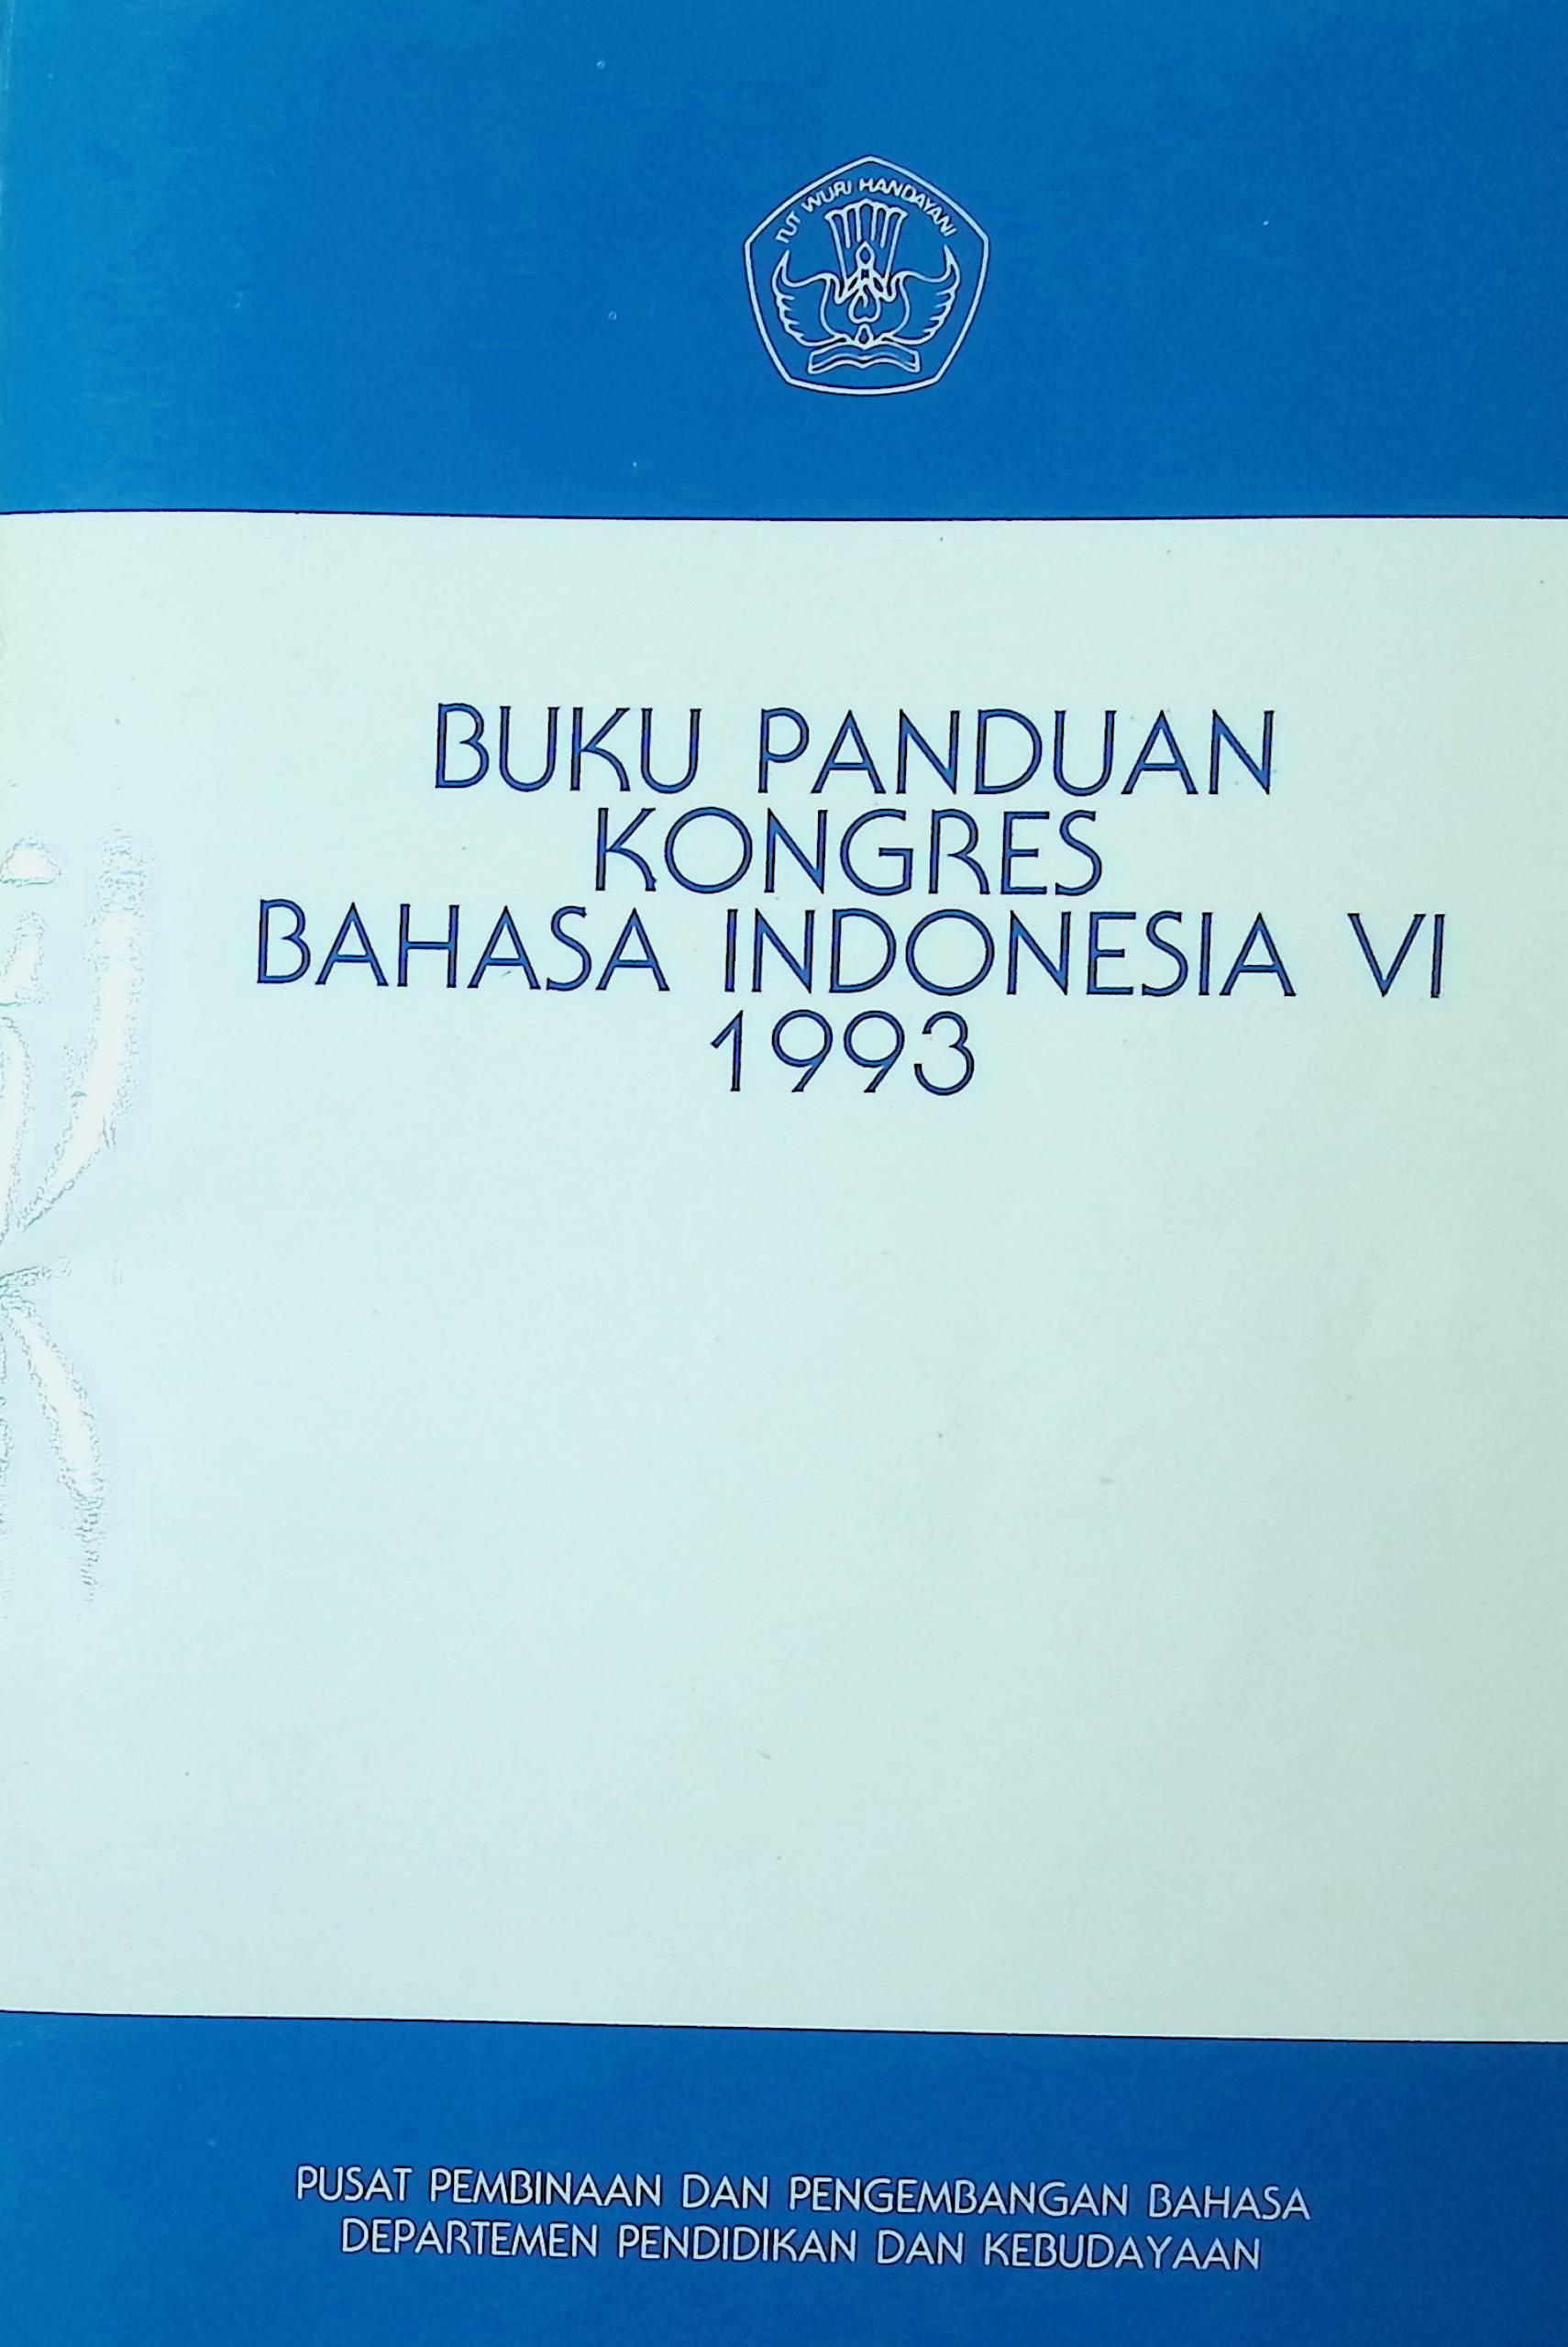 TUT WURI HANDAYANI
BUKU PANDUAN
KONGRES
BAHASA INDONESIA VI
1993
PUSAT PEMBINAAN DAN PENGEMBANGAN BAHASA
DEPARTEMEN PENDIDIKAN DAN KEBUDAYAAN